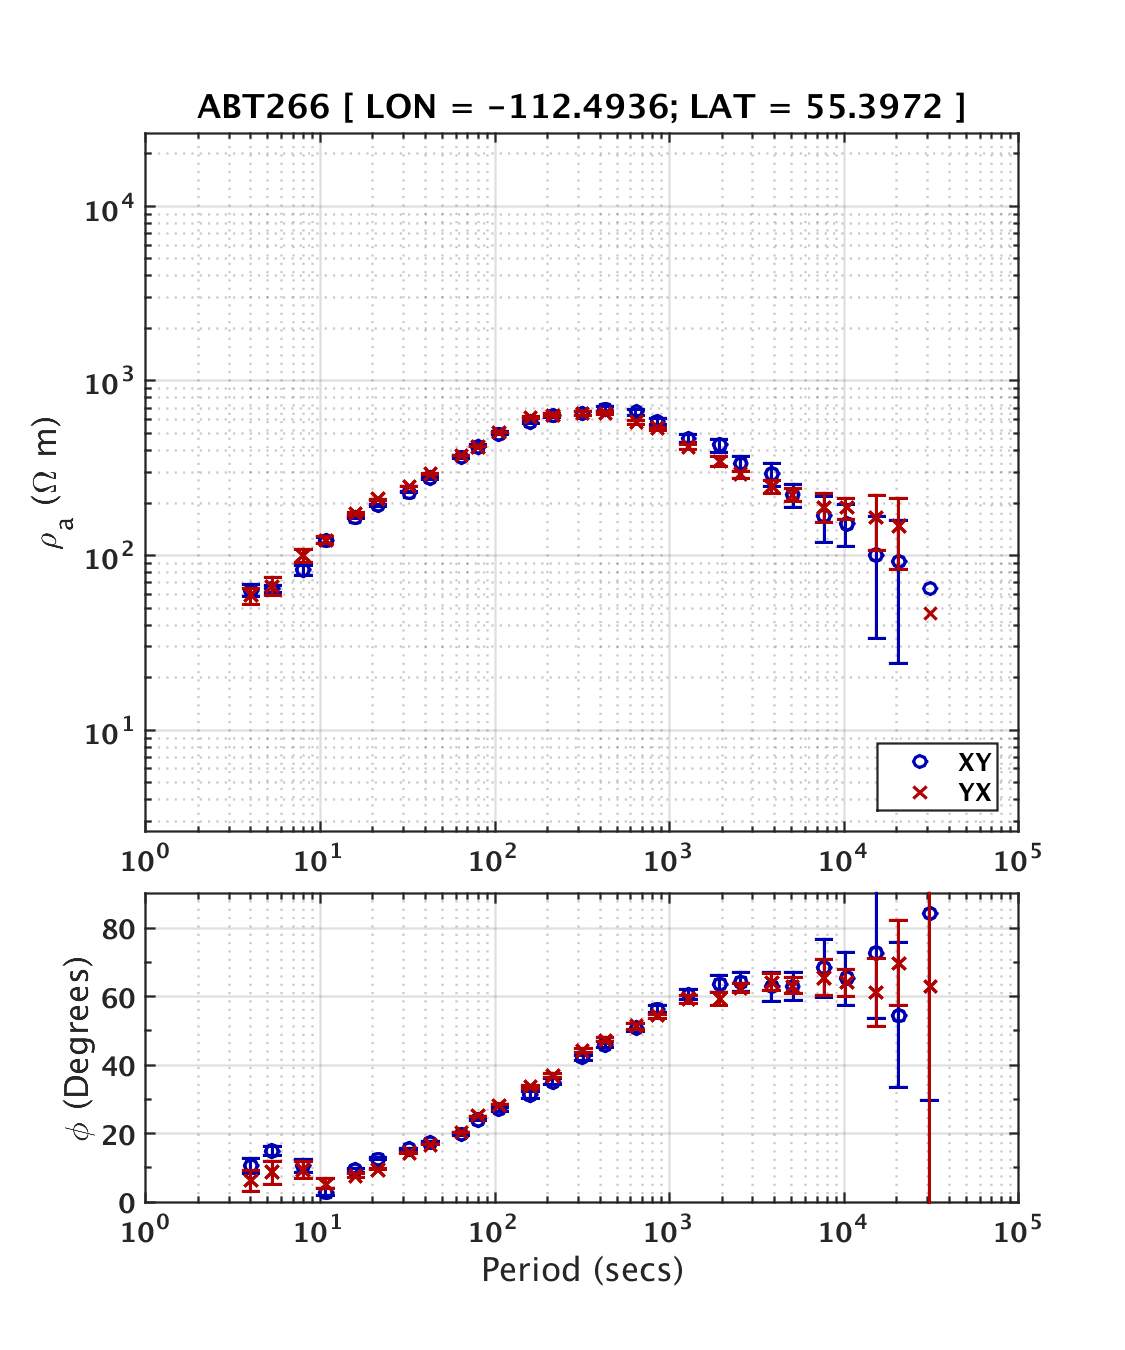 ABT266 [ LON = -112.4936; LAT = 55.3972 ]
10^4
10^3
10^2
10^1
ρ_a (Ω m)
XY
YX
10^0 10^1 10^2 10^3 10^4 10^5
80
60
40
20
0
ϕ (Degrees)
10^0 10^1 10^2 10^3 10^4 10^5
Period (secs)